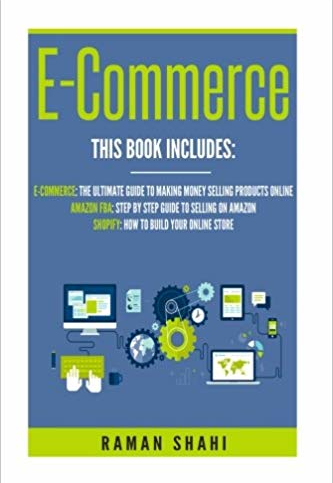 E-Commerce
THIS BOOK INCLUDES:
E-COMMERCE: THE ULTIMATE GUIDE TO MAKING MONEY SELLING PRODUCTS ONLINE
AMAZON FBA: STEP BY STEP GUIDE TO SELLING ON AMAZON
SHOPIFY: HOW TO BUILD YOUR ONLINE STORE
RAMAN SHAHI